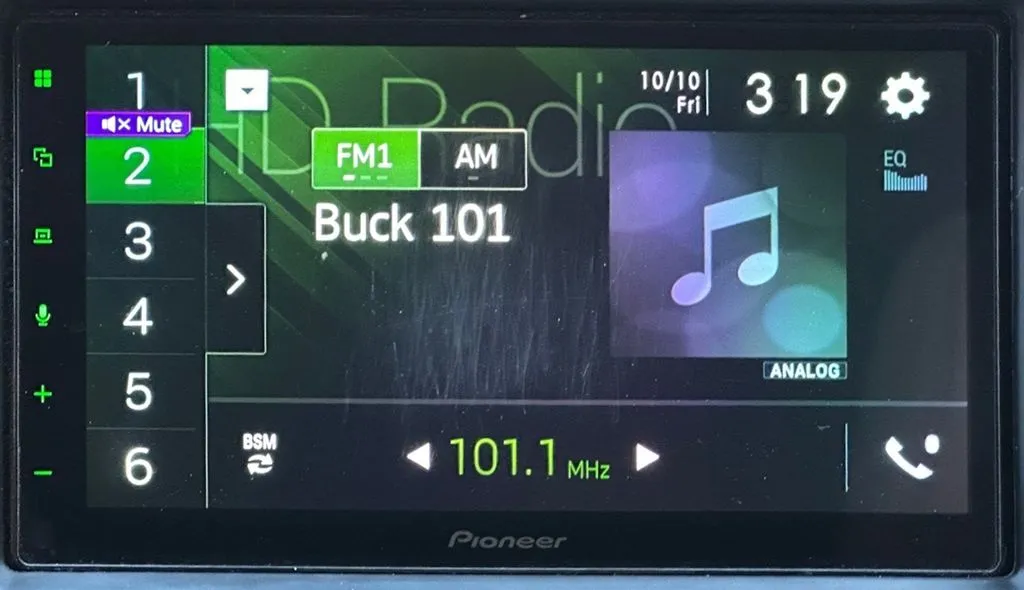 HD Radio
10/10
Fri
3 19
1
Mute
2
3
4
5
6
FM1
AM
Buck 101
EQ
ANALOG
BSM
101.1 MHz
Pioneer